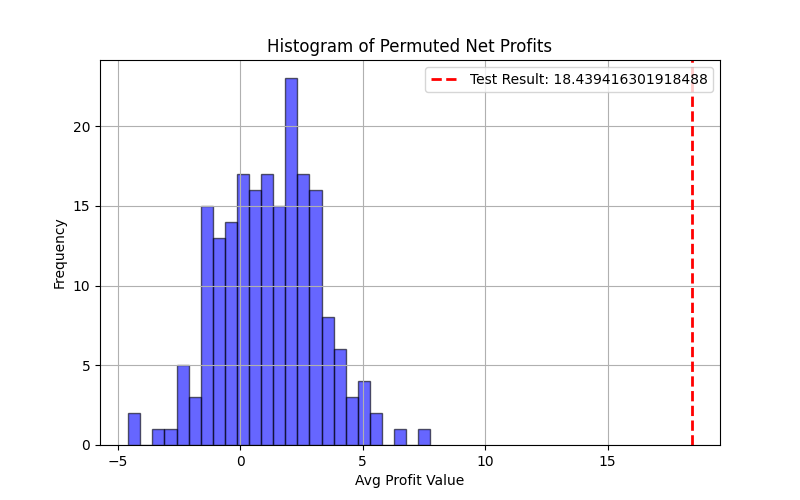 Histogram of Permuted Net Profits
Test Result: 18.439416301918488
Frequency
20
15
10
5
0
−5
0
5
10
15
Avg Profit Value